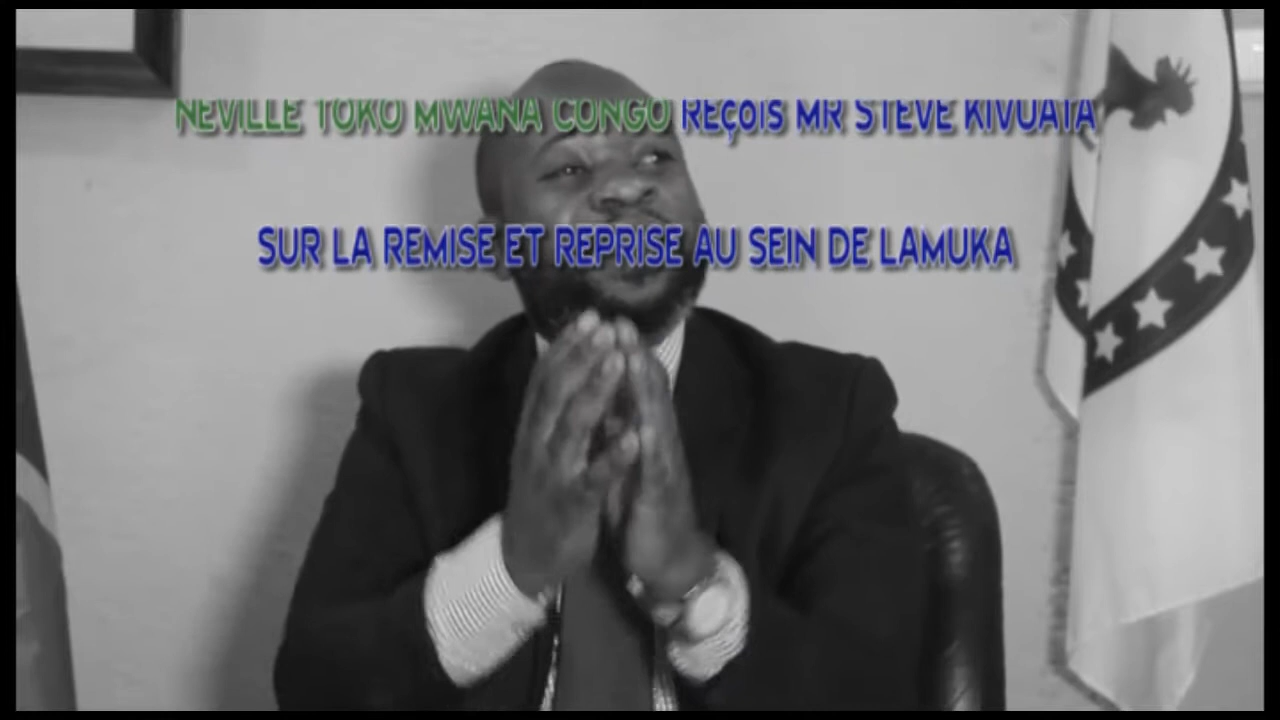 NEVILLE TOKO MWANA CONGO REÇOIS MR STEVE KIVUATA
SUR LA REMISE ET REPRISE AU SEIN DE LAMUKA